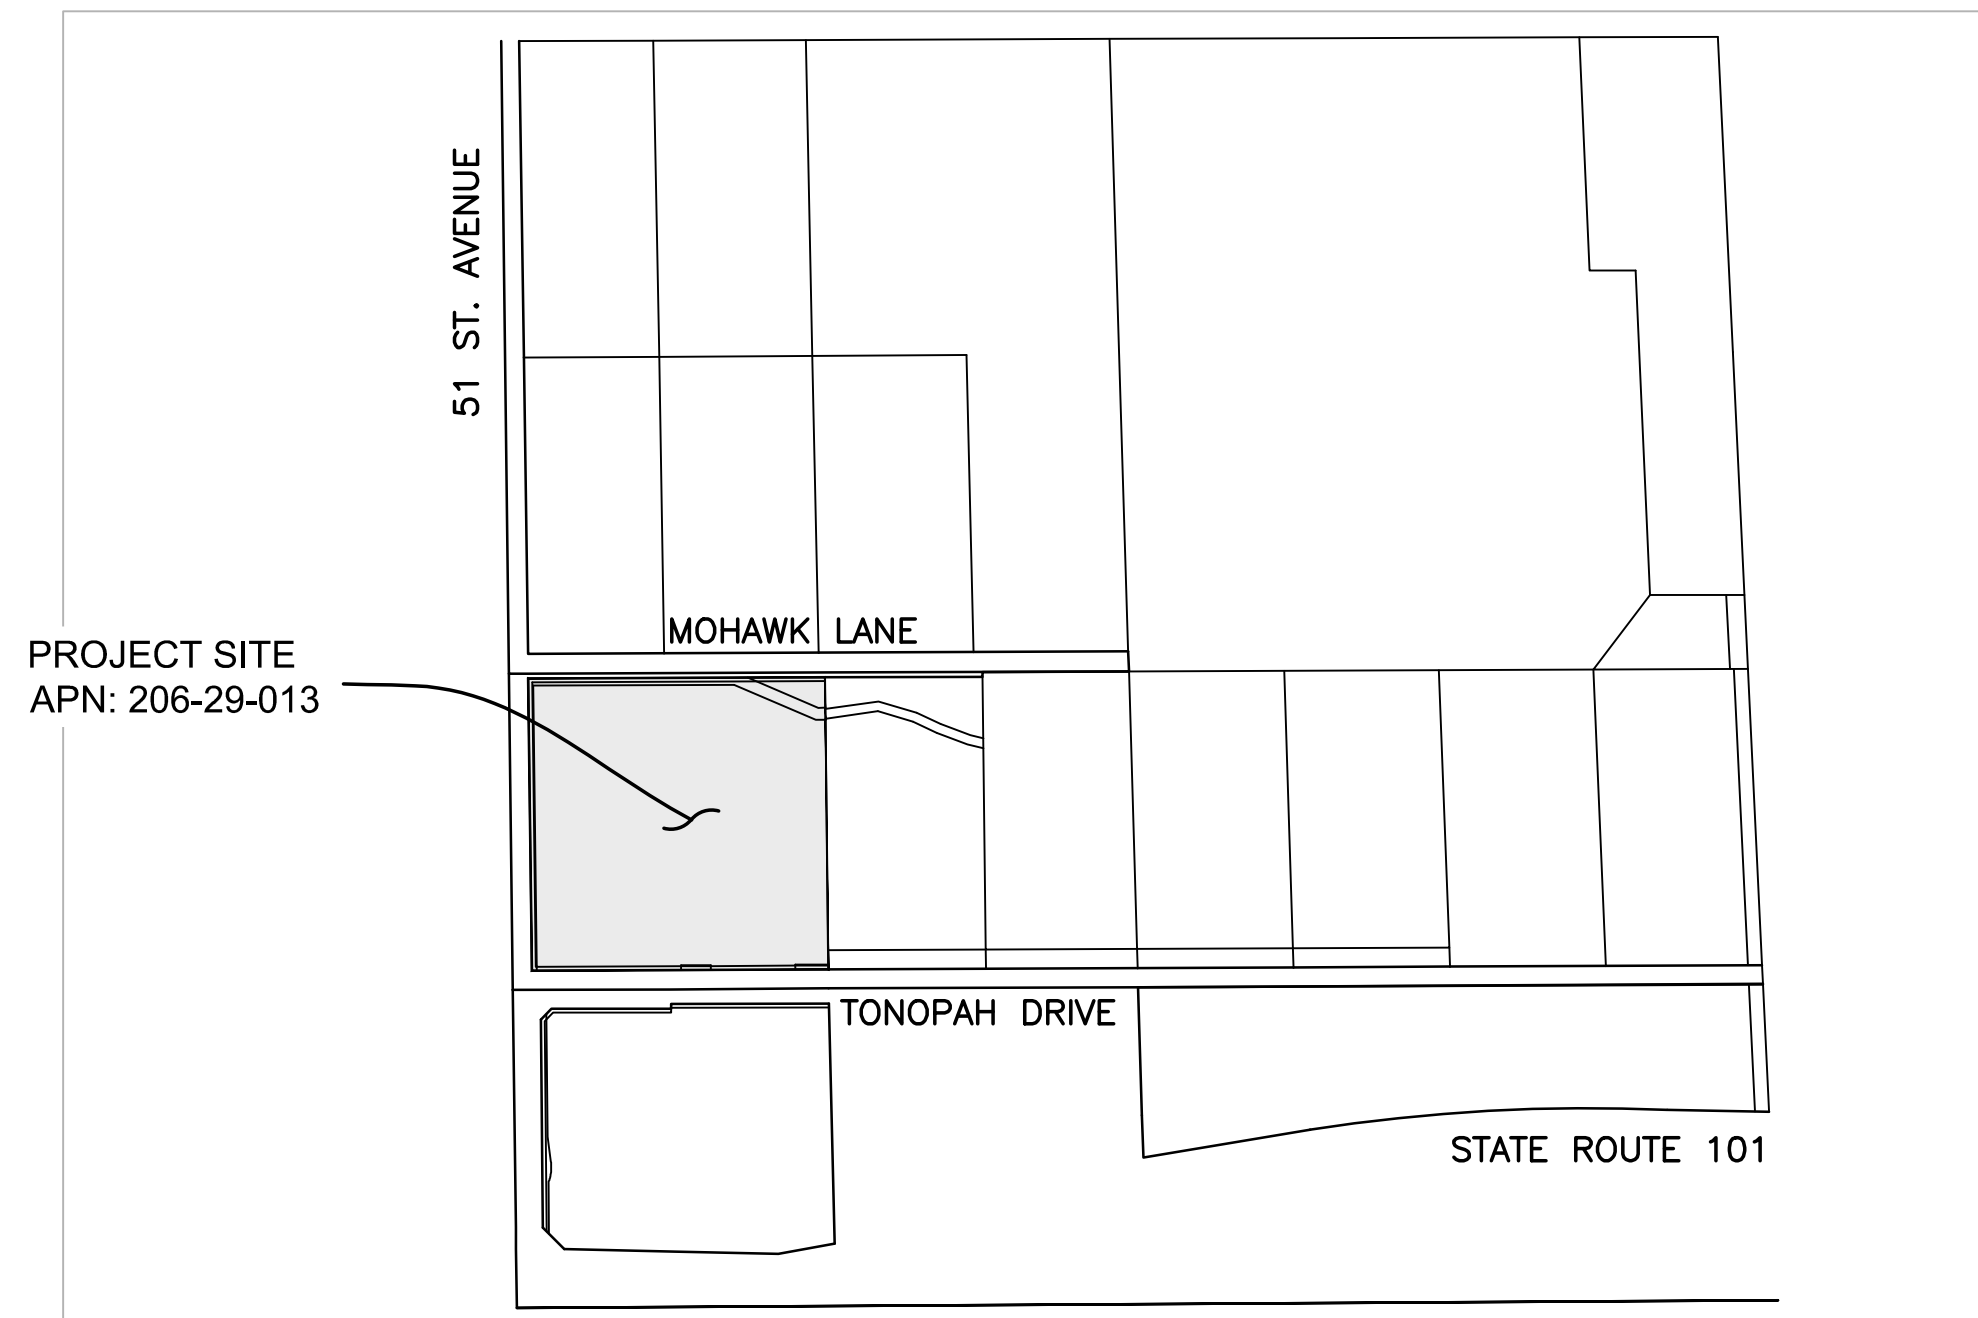 51 ST. AVENUE
MOHAWK LANE
PROJECT SITE
APN: 206-29-013
TONOPAH DRIVE
STATE ROUTE 101